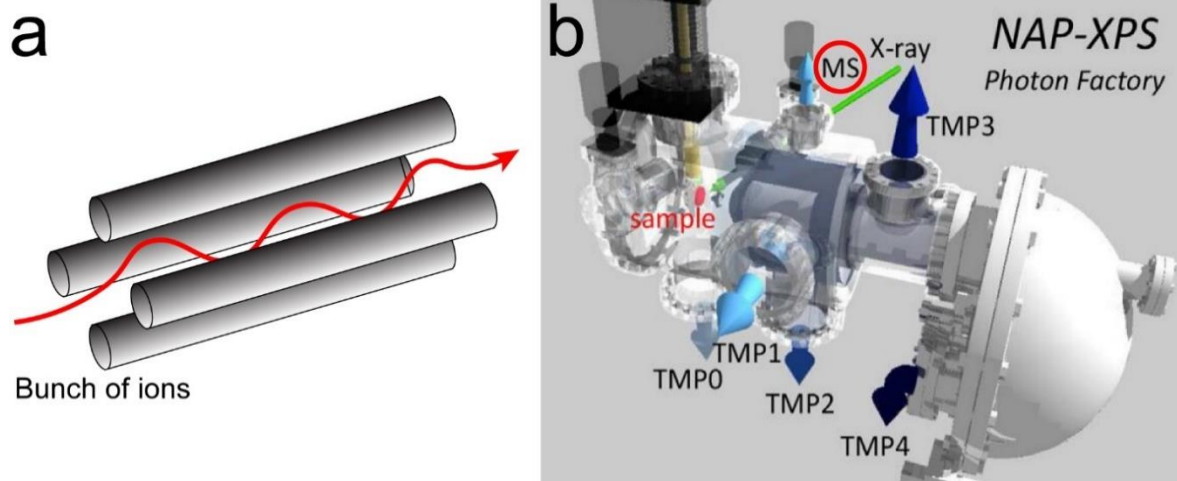 a
Bunch of ions
b
NAP-XPS
Photon Factory
MS
X-ray
TMP3
sample
TMP1
TMP0
TMP2
TMP4